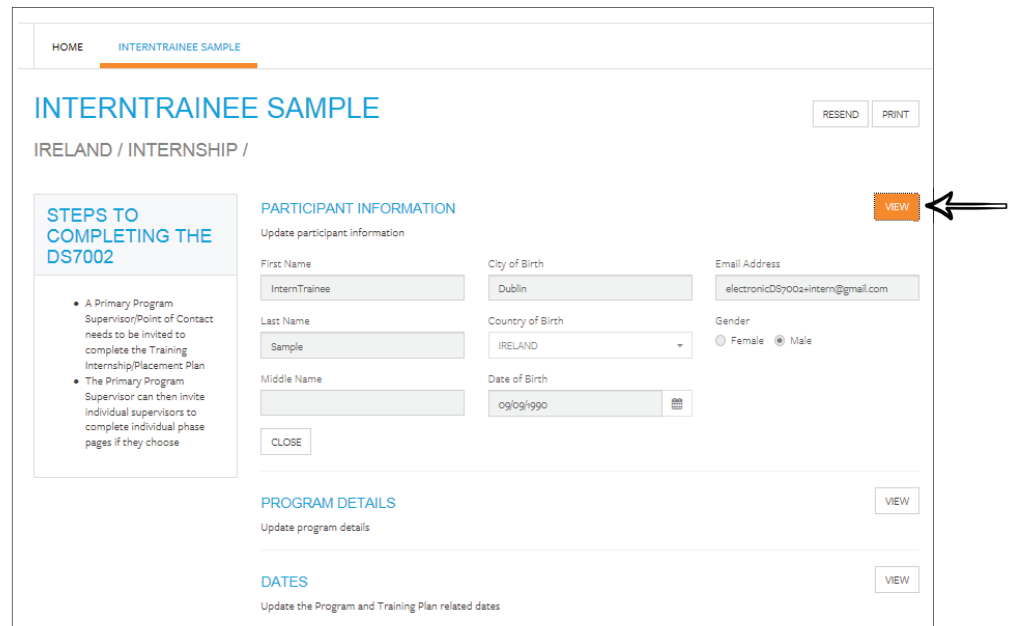 HOME INTERNTRAINEE SAMPLE
INTERNTRAINEE SAMPLE
RESEND PRINT
IRELAND / INTERNSHIP /
STEPS TO
COMPLETING THE
DS7002
• A Primary Program
Supervisor/Point of Contact
needs to be invited to
complete the Training
Internship/Placement Plan
• The Primary Program
Supervisor can then invite
individual supervisors to
complete individual phase
pages if they choose
PARTICIPANT INFORMATION
VIEW
Update participant information
First Name City of Birth Email Address
InternTrainee Dublin electronicDS7002+intern@gmail.com
Last Name Country of Birth Gender
Sample IRELAND Female Male
Middle Name Date of Birth
09/09/1990
CLOSE
PROGRAM DETAILS
VIEW
Update program details
DATES
VIEW
Update the Program and Training Plan related dates